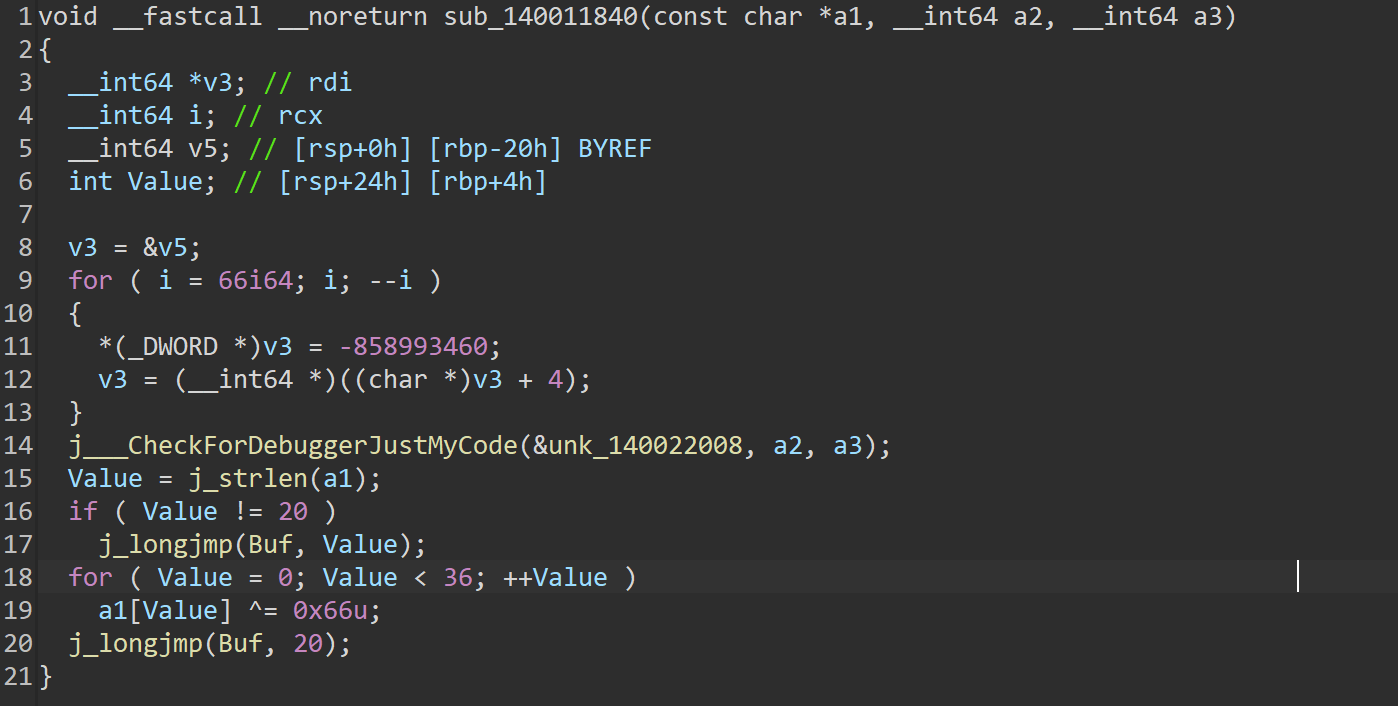 1 void __fastcall __noreturn sub_140011840(const char *a1, __int64 a2, __int64 a3)
2 {
3   __int64 *v3; // rdi
4   __int64 i; // rcx
5   __int64 v5; // [rsp+0h] [rbp-20h] BYREF
6   int Value; // [rsp+24h] [rbp+4h]
7
8   v3 = &v5;
9   for ( i = 66i64; i; --i )
10   {
11     *(_DWORD *)v3 = -858993460;
12     v3 = (__int64 *)((char *)v3 + 4);
13   }
14   j___CheckForDebuggerJustMyCode(&unk_140022008, a2, a3);
15   Value = j_strlen(a1);
16   if ( Value != 20 )
17     j_longjmp(Buf, Value);
18   for ( Value = 0; Value < 36; ++Value )
19     a1[Value] ^= 0x66u;
20   j_longjmp(Buf, 20);
21 }